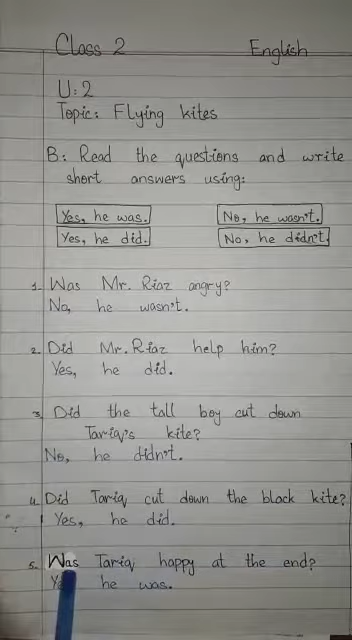 Class 2 English
U: 2
Topic: Flying kites
B: Read the questions and write
short answers using:
Yes, he was. No, he wasn't.
Yes, he did. No, he didn't.
1. Was Mr. Riaz angry?
No, he wasn't.
2. Did Mr. Riaz help him?
Yes, he did.
3. Did the tall boy cut down
Tariq's kite?
No, he didn't.
4. Did Tariq cut down the black kite?
Yes, he did.
5. Was Tariq happy at the end?
he was.